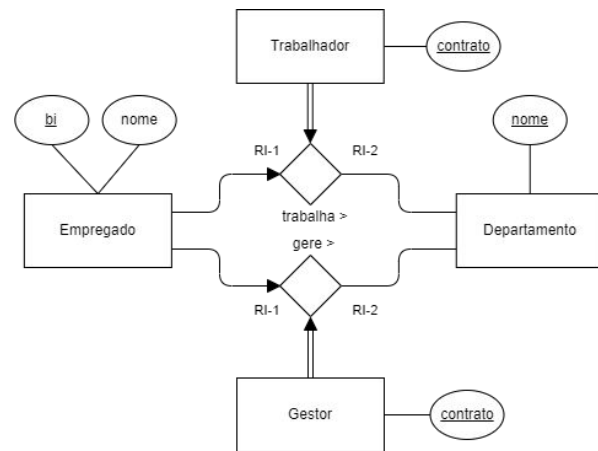 Trabalhador
contrato
bi
nome
nome
RI-1
RI-2
Empregado
trabalha >
Departamento
gere >
RI-1
RI-2
Gestor
contrato